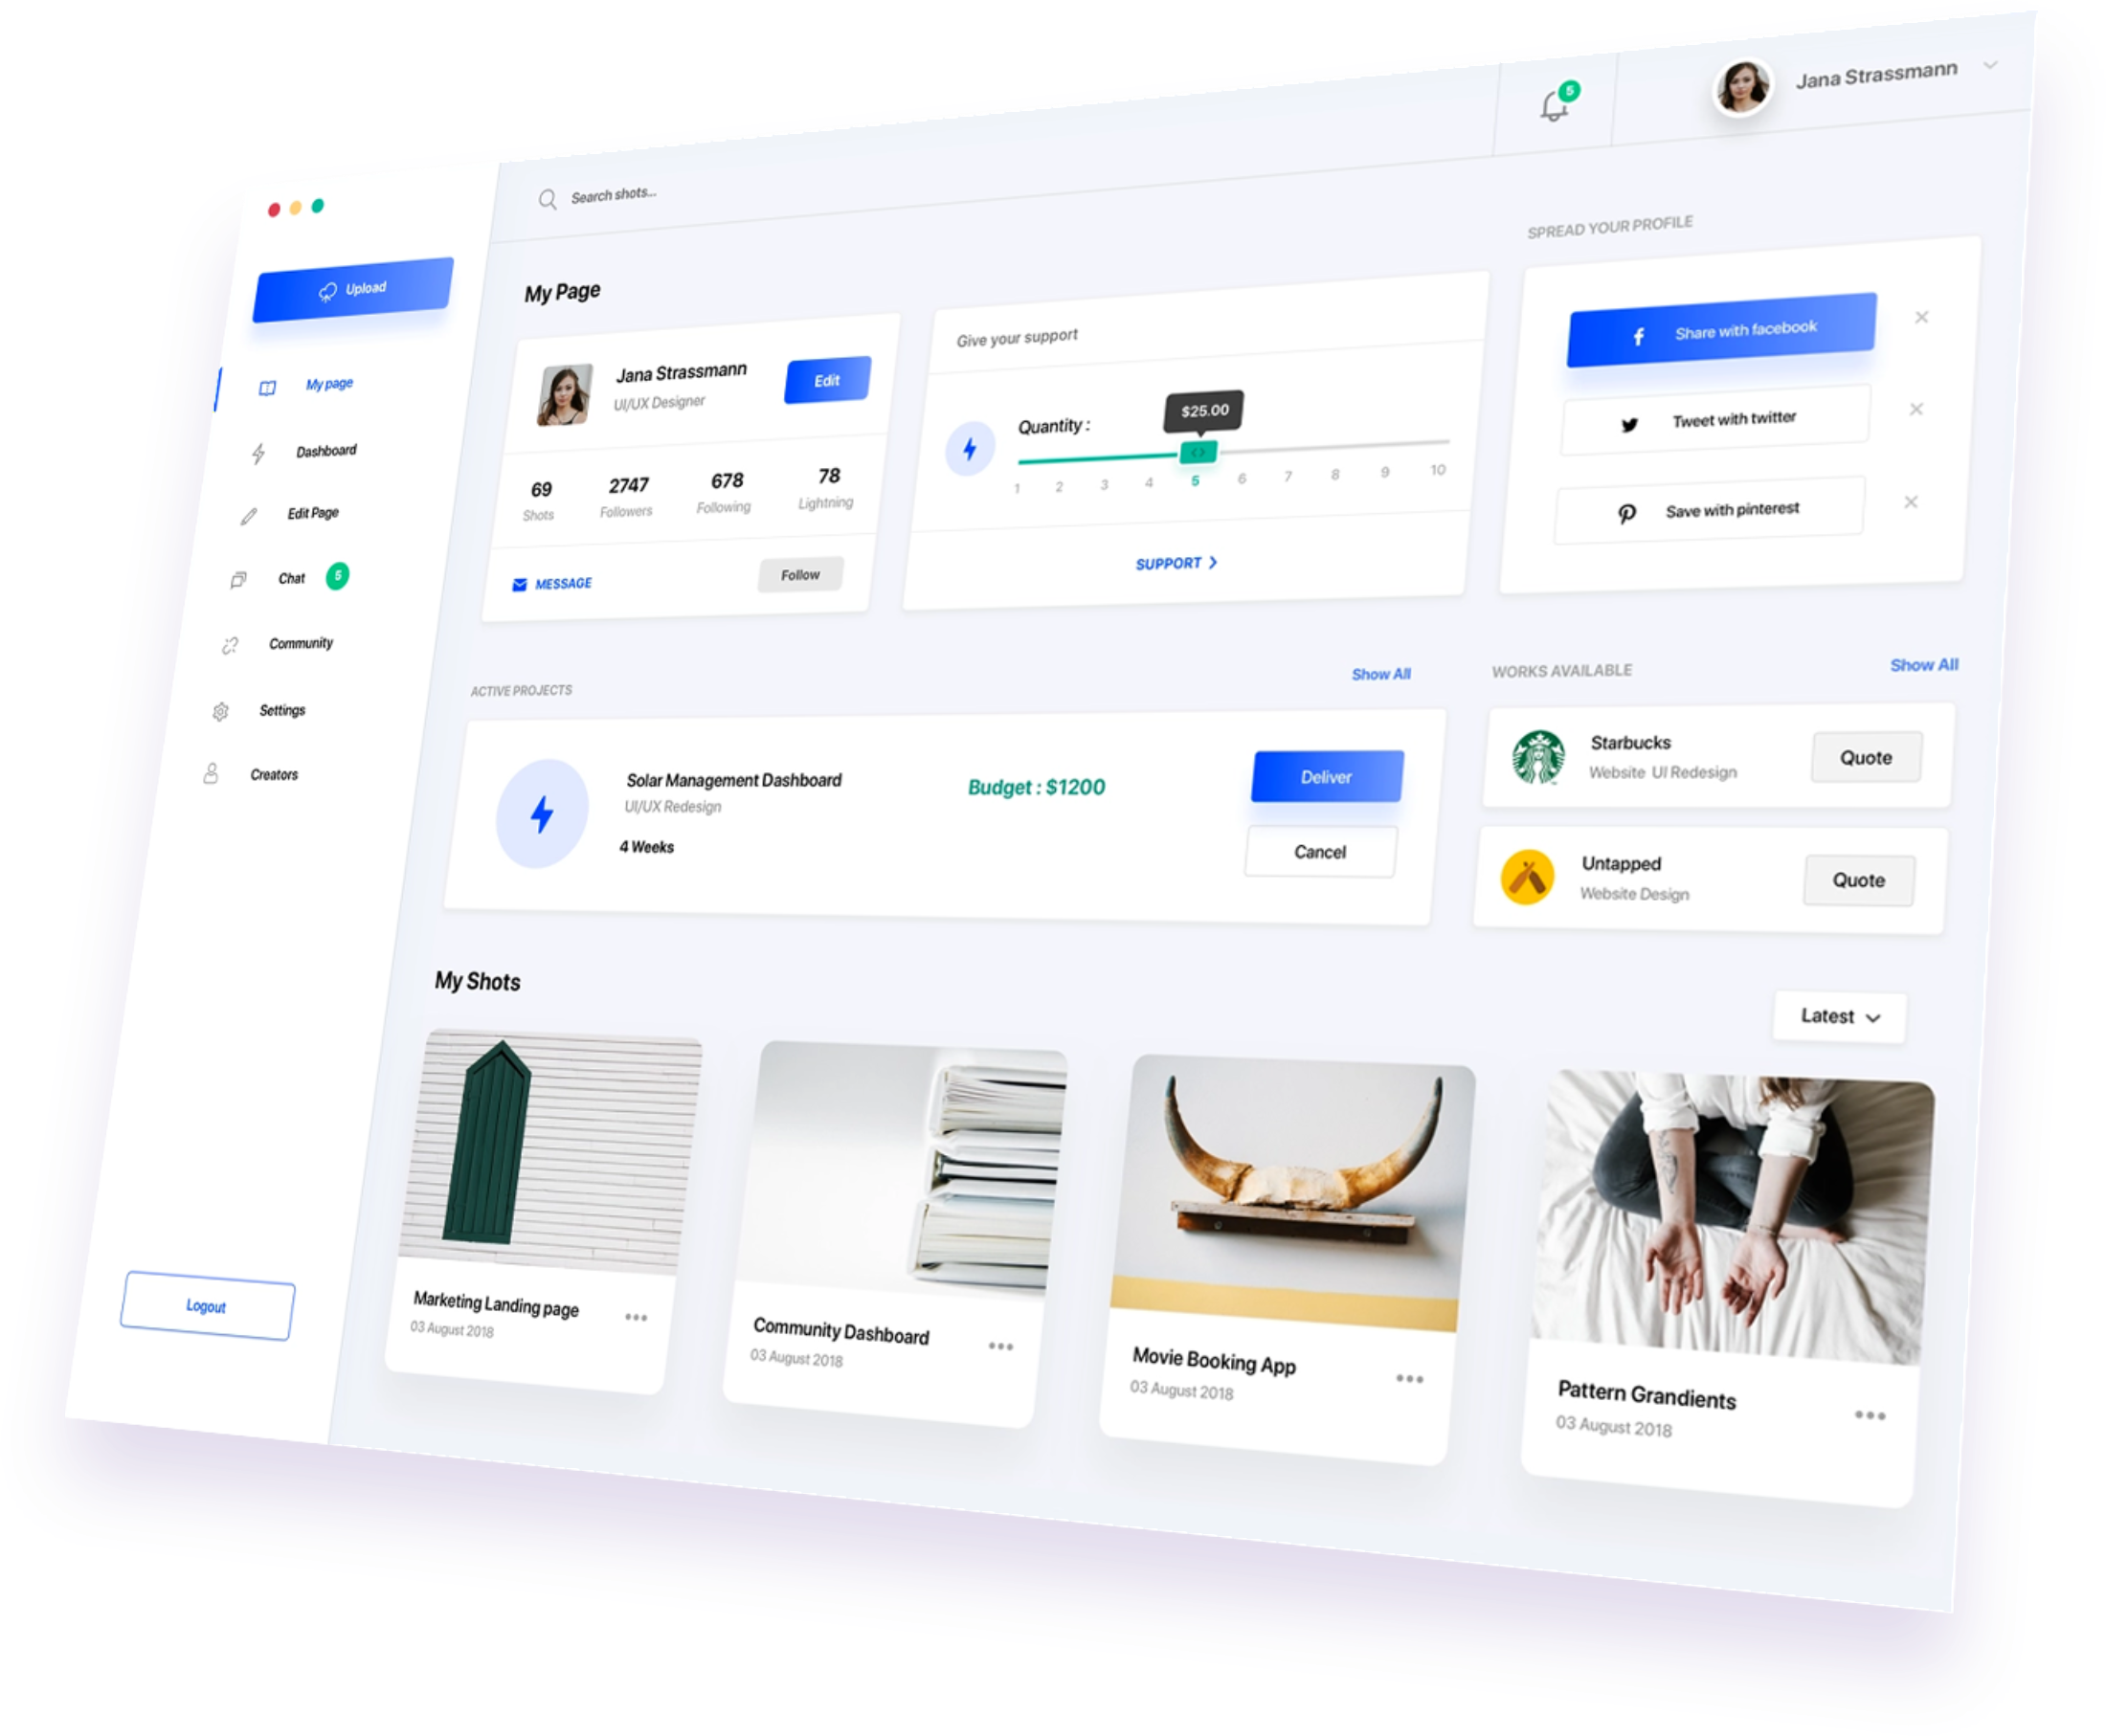 Upload
My page
Dashboard
Edit Page
Chat 5
Community
Settings
Creators
Logout
Search shots...
5
Jana Strassmann
My Page
Jana Strassmann
UI/UX Designer
Edit
69 2747 678 78
Shots Followers Following Lightning
MESSAGE
Follow
Give your support
Quantity :
$25.00
1 2 3 4 5 6 7 8 9 10
SUPPORT
SPREAD YOUR PROFILE
Share with facebook
Tweet with twitter
Save with pinterest
ACTIVE PROJECTS
Show All
Solar Management Dashboard
UI/UX Redesign
4 Weeks
Budget : $1200
Deliver
Cancel
WORKS AVAILABLE
Show All
Starbucks
Website UI Redesign
Quote
Untapped
Website Design
Quote
My Shots
Latest
Marketing Landing page
03 August 2018
Community Dashboard
03 August 2018
Movie Booking App
03 August 2018
Pattern Grandients
03 August 2018